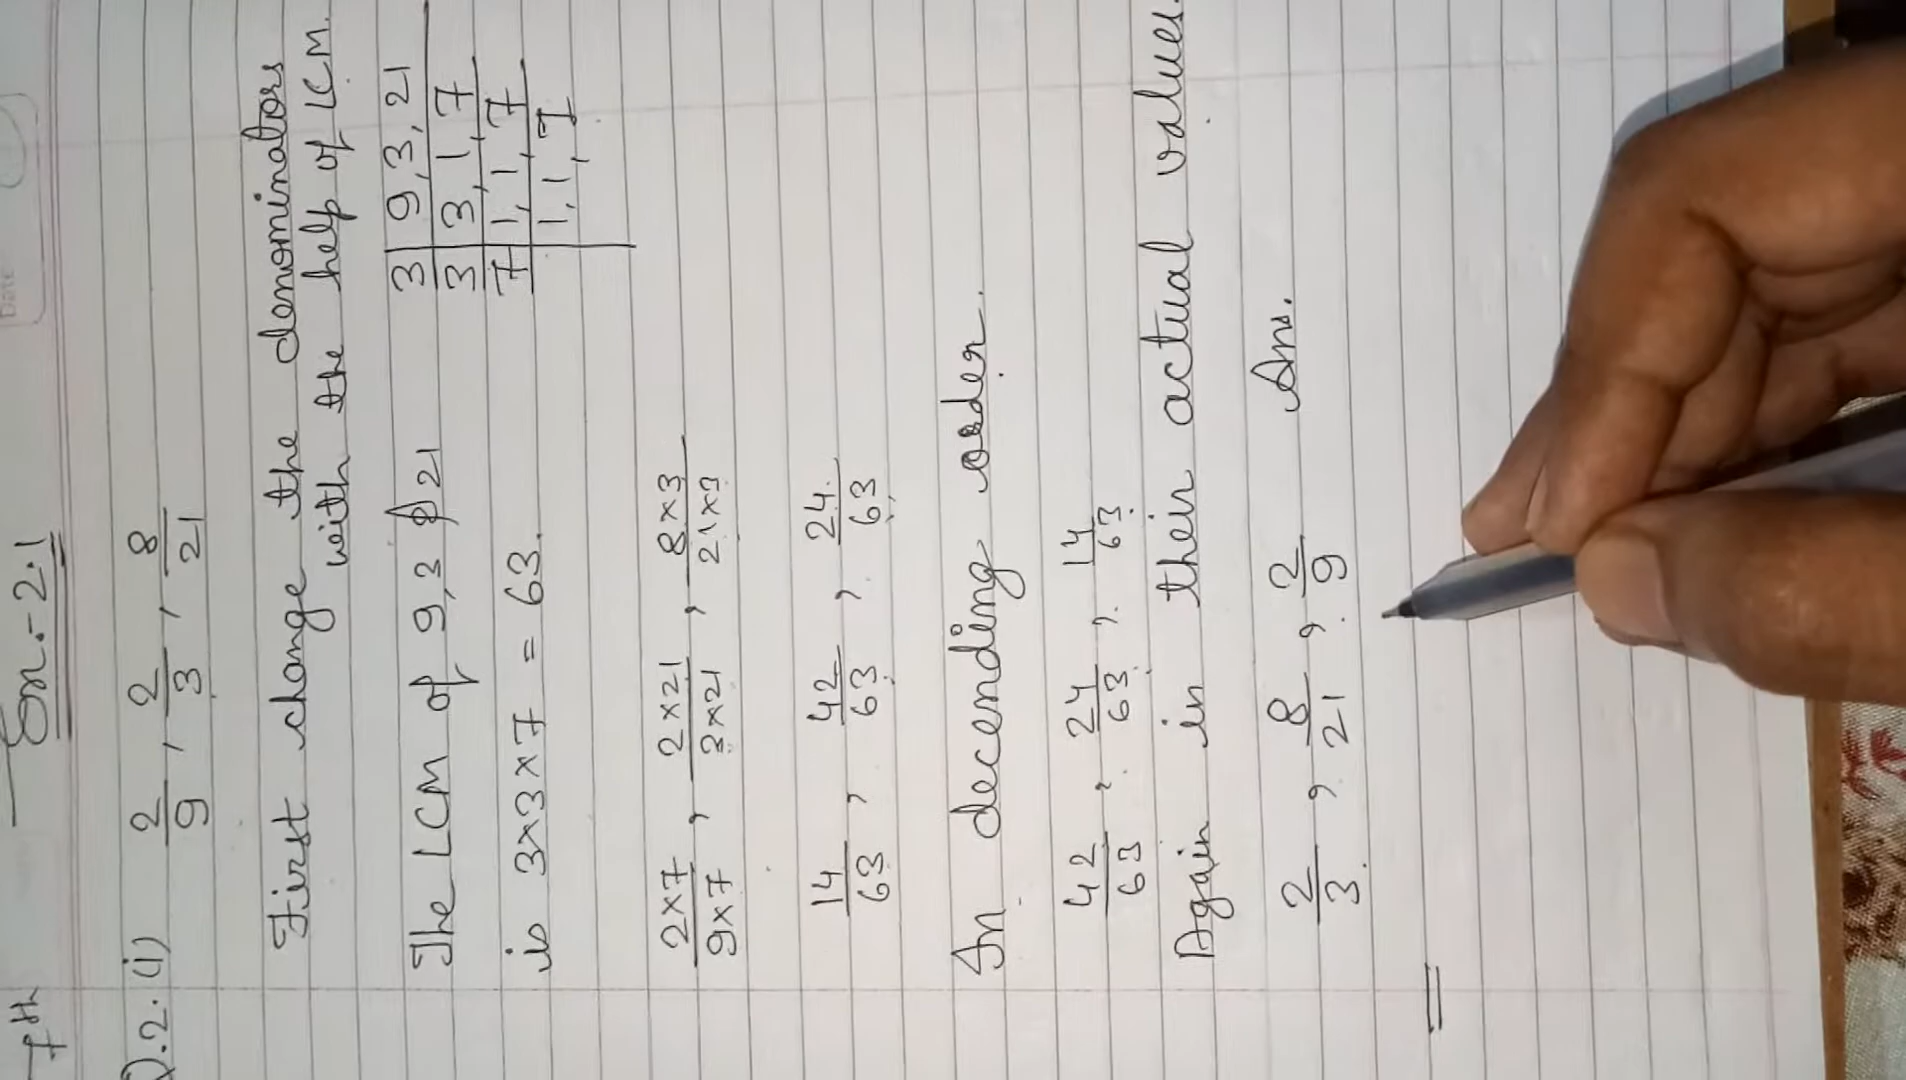 Date
7th Ex.-2.1
Q.2.(i) 2/9, 2/3, 8/21
First change the denominators
with the help of LCM.
The LCM of 9,3 & 21
is 3×3×7 = 63.
3 | 9,3,21
3 | 3,1,7
7 | 1,1,7
1,1,1
2×7/9×7, 2×21/3×21, 8×3/21×3
14/63, 42/63, 24/63
In decending order.
42/63, 24/63, 14/63
Again in their actual values.
2/3, 8/21, 2/9 Ans.